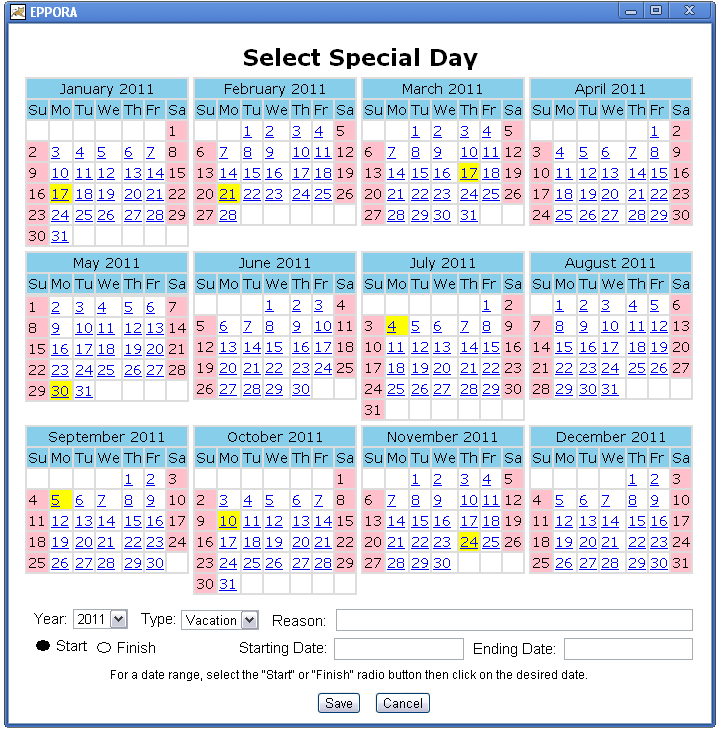 EPPORA
Select Special Day
January 2011
Su Mo Tu We Th Fr Sa
1
2 3 4 5 6 7 8
9 10 11 12 13 14 15
16 17 18 19 20 21 22
23 24 25 26 27 28 29
30 31
February 2011
Su Mo Tu We Th Fr Sa
1 2 3 4 5
6 7 8 9 10 11 12
13 14 15 16 17 18 19
20 21 22 23 24 25 26
27 28
March 2011
Su Mo Tu We Th Fr Sa
1 2 3 4 5
6 7 8 9 10 11 12
13 14 15 16 17 18 19
20 21 22 23 24 25 26
27 28 29 30 31
April 2011
Su Mo Tu We Th Fr Sa
1 2
3 4 5 6 7 8 9
10 11 12 13 14 15 16
17 18 19 20 21 22 23
24 25 26 27 28 29 30
May 2011
Su Mo Tu We Th Fr Sa
1 2 3 4 5 6 7
8 9 10 11 12 13 14
15 16 17 18 19 20 21
22 23 24 25 26 27 28
29 30 31
June 2011
Su Mo Tu We Th Fr Sa
1 2 3 4
5 6 7 8 9 10 11
12 13 14 15 16 17 18
19 20 21 22 23 24 25
26 27 28 29 30
July 2011
Su Mo Tu We Th Fr Sa
1 2
3 4 5 6 7 8 9
10 11 12 13 14 15 16
17 18 19 20 21 22 23
24 25 26 27 28 29 30
31
August 2011
Su Mo Tu We Th Fr Sa
1 2 3 4 5 6
7 8 9 10 11 12 13
14 15 16 17 18 19 20
21 22 23 24 25 26 27
28 29 30 31
September 2011
Su Mo Tu We Th Fr Sa
1 2 3
4 5 6 7 8 9 10
11 12 13 14 15 16 17
18 19 20 21 22 23 24
25 26 27 28 29 30
October 2011
Su Mo Tu We Th Fr Sa
1
2 3 4 5 6 7 8
9 10 11 12 13 14 15
16 17 18 19 20 21 22
23 24 25 26 27 28 29
30 31
November 2011
Su Mo Tu We Th Fr Sa
1 2 3 4 5
6 7 8 9 10 11 12
13 14 15 16 17 18 19
20 21 22 23 24 25 26
27 28 29 30
December 2011
Su Mo Tu We Th Fr Sa
1 2 3
4 5 6 7 8 9 10
11 12 13 14 15 16 17
18 19 20 21 22 23 24
25 26 27 28 29 30 31
Year: 2011 Type: Vacation Reason:
Start Finish Starting Date: Ending Date:
For a date range, select the "Start" or "Finish" radio button then click on the desired date.
Save Cancel